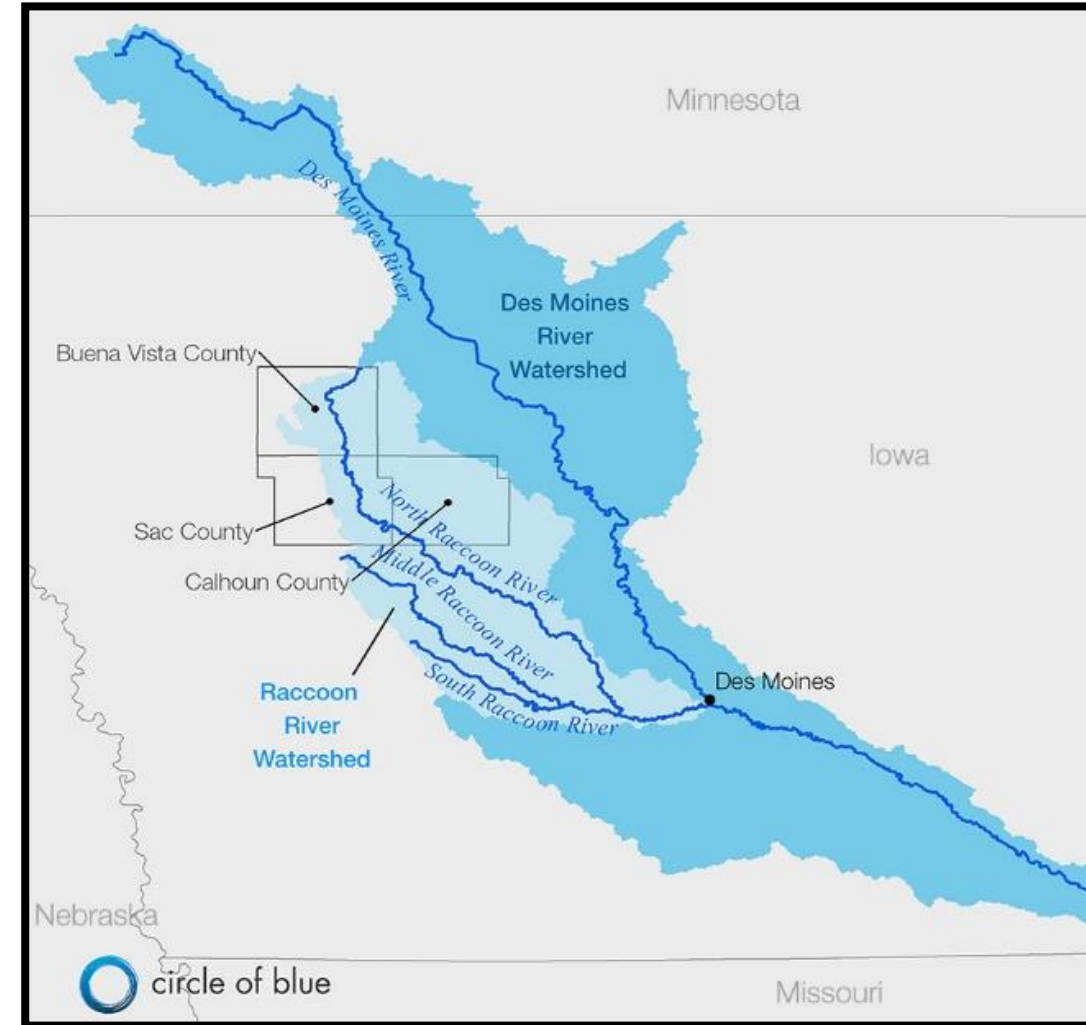 Minnesota
Des Moines River
Des Moines
River
Watershed
Buena Vista County
Iowa
Sac County
North Raccoon River
Calhoun County
Middle Raccoon River
South Raccoon River
Des Moines
Raccoon
River
Watershed
Nebraska
circle of blue
Missouri